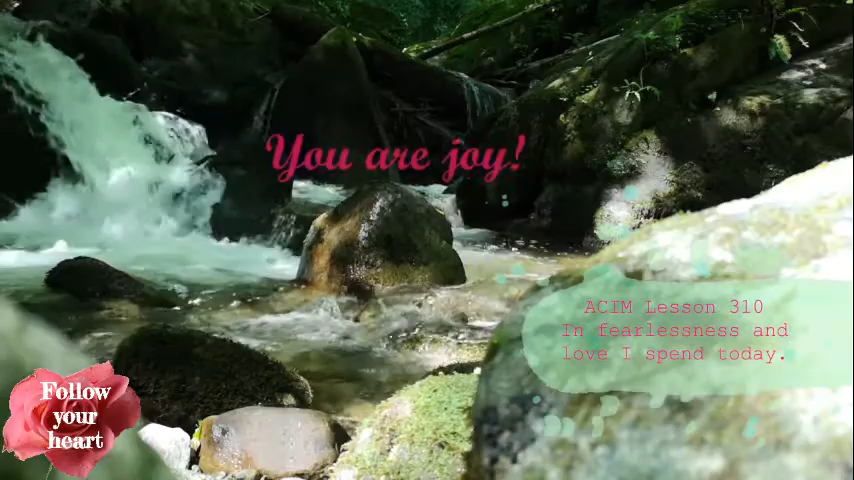 You are joy!
ACIM Lesson 310
In fearlessness and
love I spend today.
Follow
your
heart